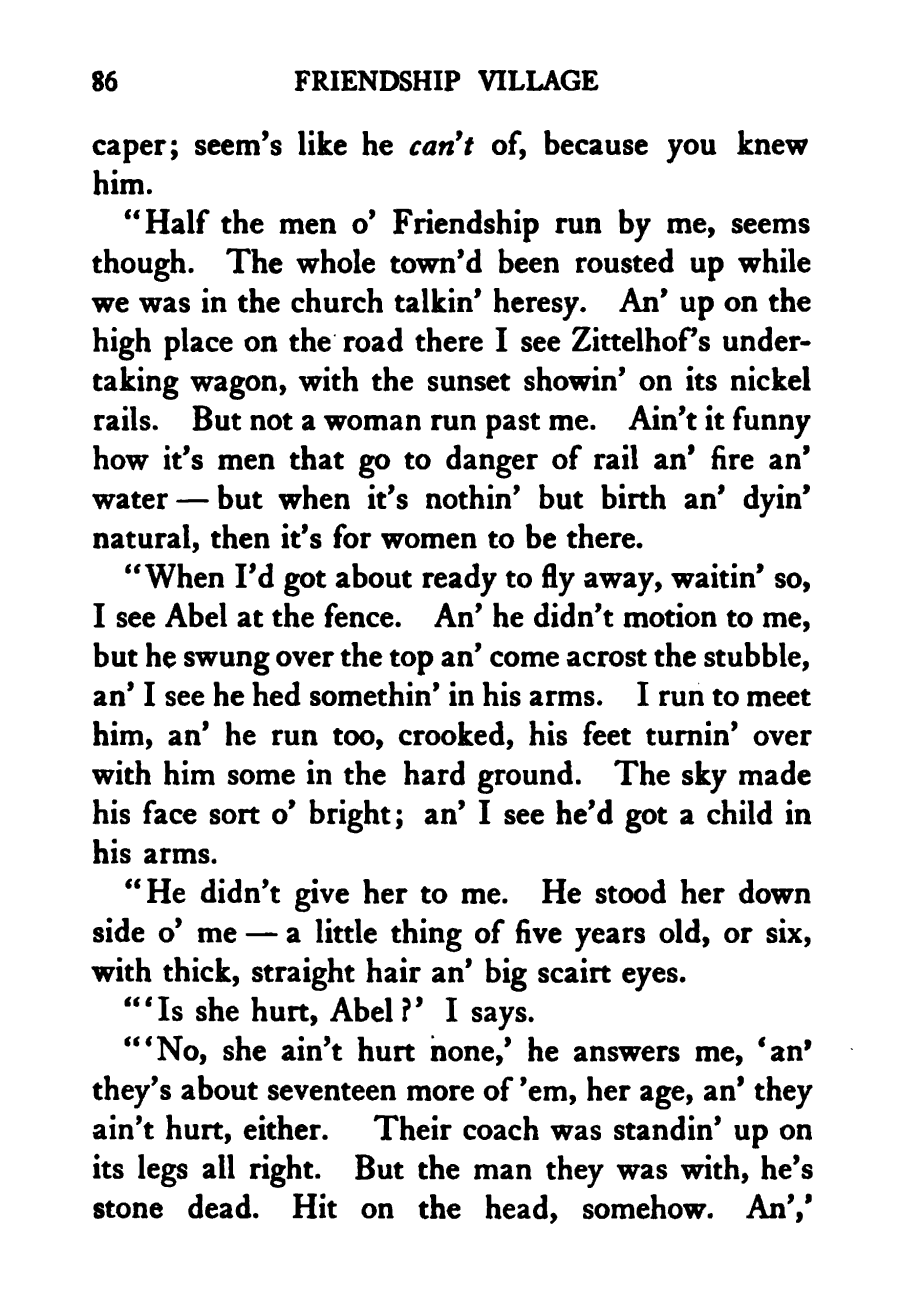 86 FRIENDSHIP VILLAGE
caper; seem's like he can't of, because you knew
him.
"Half the men o' Friendship run by me, seems
though. The whole town'd been rousted up while
we was in the church talkin' heresy. An' up on the
high place on the road there I see Zittelhof's under-
taking wagon, with the sunset showin' on its nickel
rails. But not a woman run past me. Ain't it funny
how it's men that go to danger of rail an' fire an'
water — but when it's nothin' but birth an' dyin'
natural, then it's for women to be there.
"When I'd got about ready to fly away, waitin' so,
I see Abel at the fence. An' he didn't motion to me,
but he swung over the top an' come acrost the stubble,
an' I see he hed somethin' in his arms. I run to meet
him, an' he run too, crooked, his feet turnin' over
with him some in the hard ground. The sky made
his face sort o' bright; an' I see he'd got a child in
his arms.
"He didn't give her to me. He stood her down
side o' me — a little thing of five years old, or six,
with thick, straight hair an' big scairt eyes.
"'Is she hurt, Abel?' I says.
"'No, she ain't hurt none,' he answers me, 'an'
they's about seventeen more of 'em, her age, an' they
ain't hurt, either. Their coach was standin' up on
its legs all right. But the man they was with, he's
stone dead. Hit on the head, somehow. An','